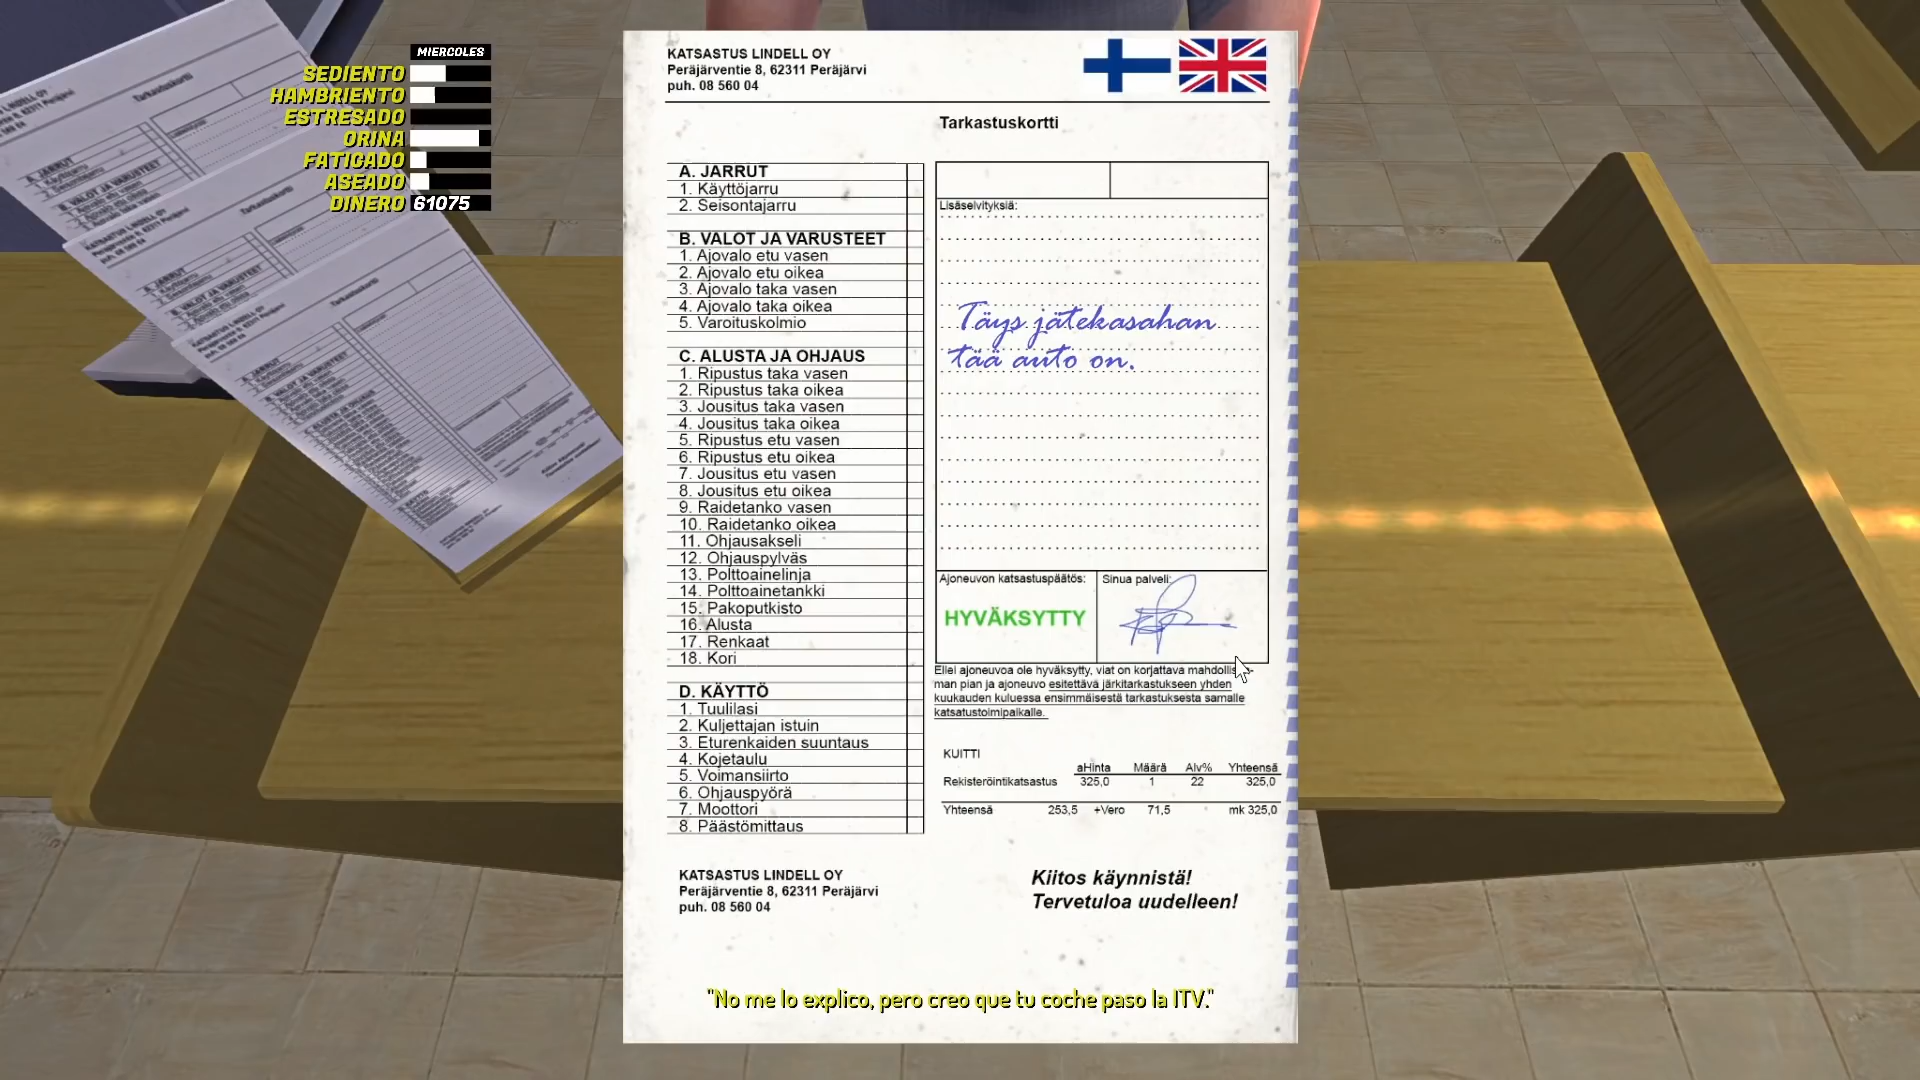 MIERCOLES
SEDIENTO
HAMBRIENTO
ESTRESADO
ORINA
FATIGADO
ASEADO
DINERO 61075
KATSASTUS LINDELL OY
Peräjärventie 8, 62311 Peräjärvi
puh. 08 560 04
Tarkastuskortti
A. JARRUT
1. Käyttöjarru
2. Seisontajarru
B. VALOT JA VARUSTEET
1. Ajovalo etu vasen
2. Ajovalo etu oikea
3. Ajovalo taka vasen
4. Ajovalo taka oikea
5. Varoituskolmio
C. ALUSTA JA OHJAUS
1. Ripustus taka vasen
2. Ripustus taka oikea
3. Jousitus taka vasen
4. Jousitus taka oikea
5. Ripustus etu vasen
6. Ripustus etu oikea
7. Jousitus etu vasen
8. Jousitus etu oikea
9. Raidetanko vasen
10. Raidetanko oikea
11. Ohjausakseli
12. Ohjauspylväs
13. Polttoainelinja
14. Polttoainetankki
15. Pakoputkisto
16. Alusta
17. Renkaat
18. Kori
D. KÄYTTÖ
1. Tuulilasi
2. Kuljettajan istuin
3. Eturenkaiden suuntaus
4. Kojetaulu
5. Voimansiirto
6. Ohjauspyörä
7. Moottori
8. Päästömittaus
Lisäselvityksiä:
Täys jätekasahan
tää auto on.
Ajoneuvon katsastuspäätös:
HYVÄKSYTTY
Sinua palveli:
Ellei ajoneuvoa ole hyväksytty, viat on korjattava mahdollisim-
man pian ja ajoneuvo esitettävä järkitarkastukseen yhden
kuukauden kuluessa ensimmäisestä tarkastuksesta samalle
katsatustoimipaikalle.
KUITTI
aHinta Määrä Alv% Yhteensä
Rekisteröintikatsastus 325,0 1 22 325,0
Yhteensä 253,5 +Vero 71,5 mk 325,0
KATSASTUS LINDELL OY
Peräjärventie 8, 62311 Peräjärvi
puh. 08 560 04
Kiitos käynnistä!
Tervetuloa uudelleen!
"No me lo explico, pero creo que tu coche paso la ITV."